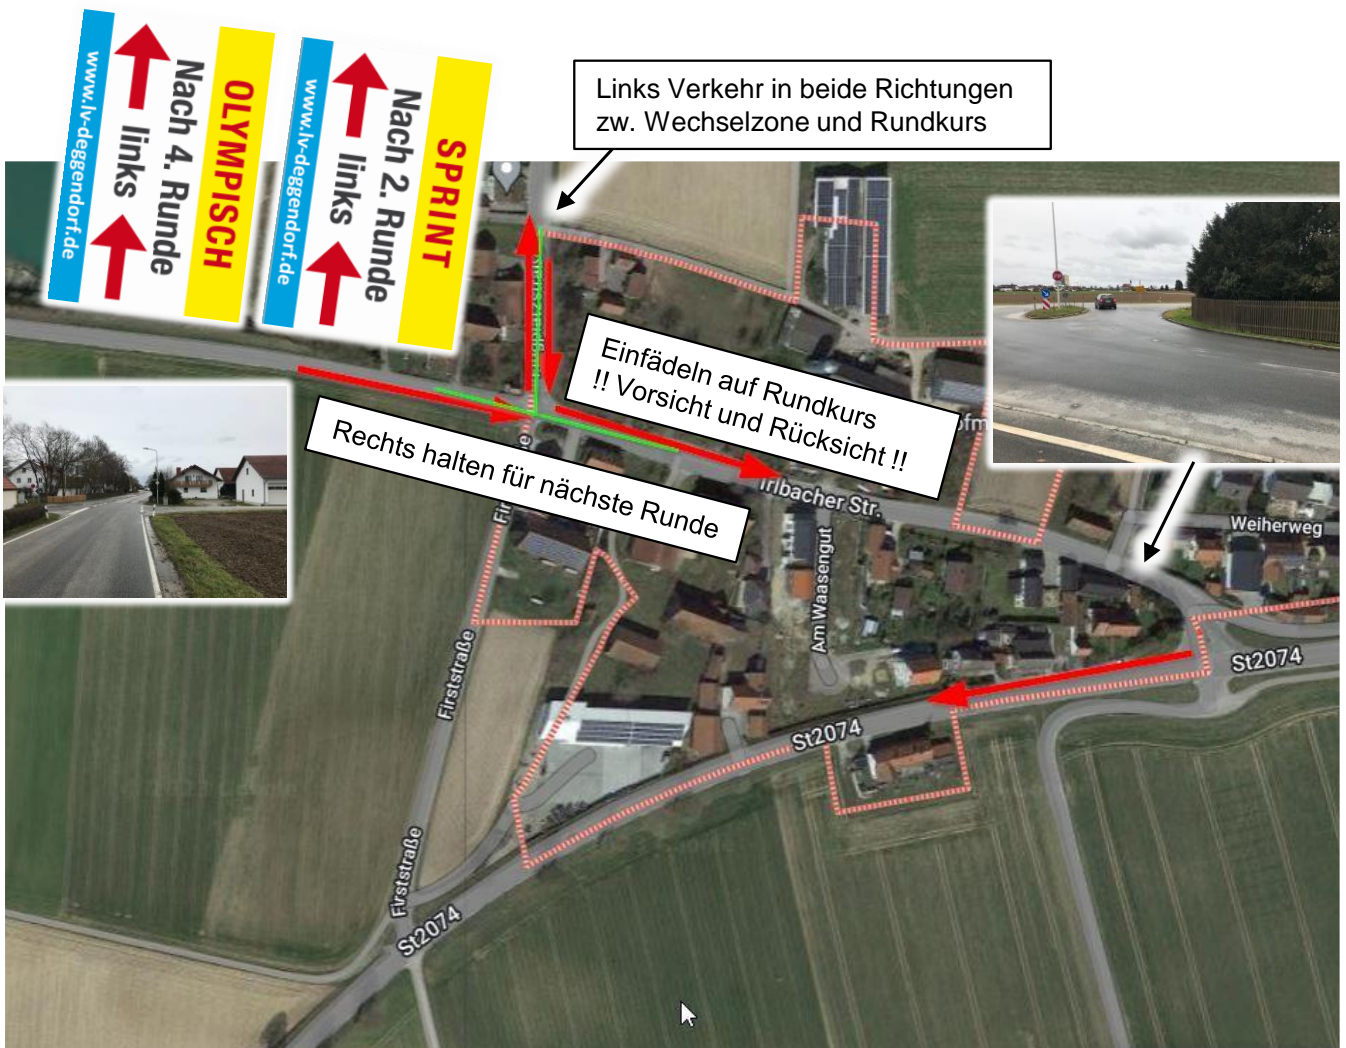 OLYMPISCH
Nach 4. Runde
links
www.lv-deggendorf.de
SPRINT
Nach 2. Runde
links
www.lv-deggendorf.de
Links Verkehr in beide Richtungen
zw. Wechselzone und Rundkurs
Einfädeln auf Rundkurs
!! Vorsicht und Rücksicht !!
Rechts halten für nächste Runde
Irlbacher Str.
Weiherweg
Am Waasengut
St2074
St2074
Firststraße
Firststraße
St2074